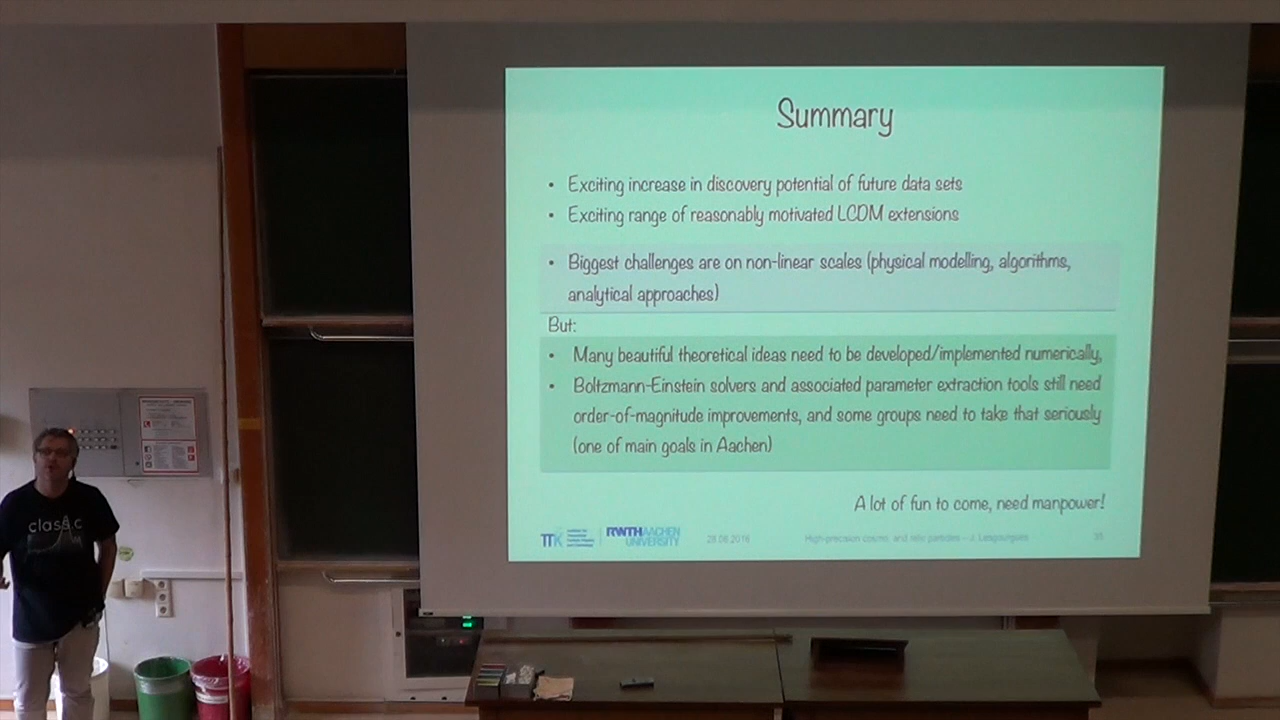 Summary
• Exciting increase in discovery potential of future data sets
• Exciting range of reasonably motivated LCDM extensions
• Biggest challenges are on non-linear scales (physical modelling, algorithms,
analytical approaches)
But:
• Many beautiful theoretical ideas need to be developed/implemented numerically,
• Boltzmann-Einstein solvers and associated parameter extraction tools still need
order-of-magnitude improvements, and some groups need to take that seriously
(one of main goals in Aachen)
A lot of fun to come, need manpower!
TTK
RWTH AACHEN
UNIVERSITY
28.06.2016
High-precision cosmo. and relic particles – J. Lesgourgues
35
class.c